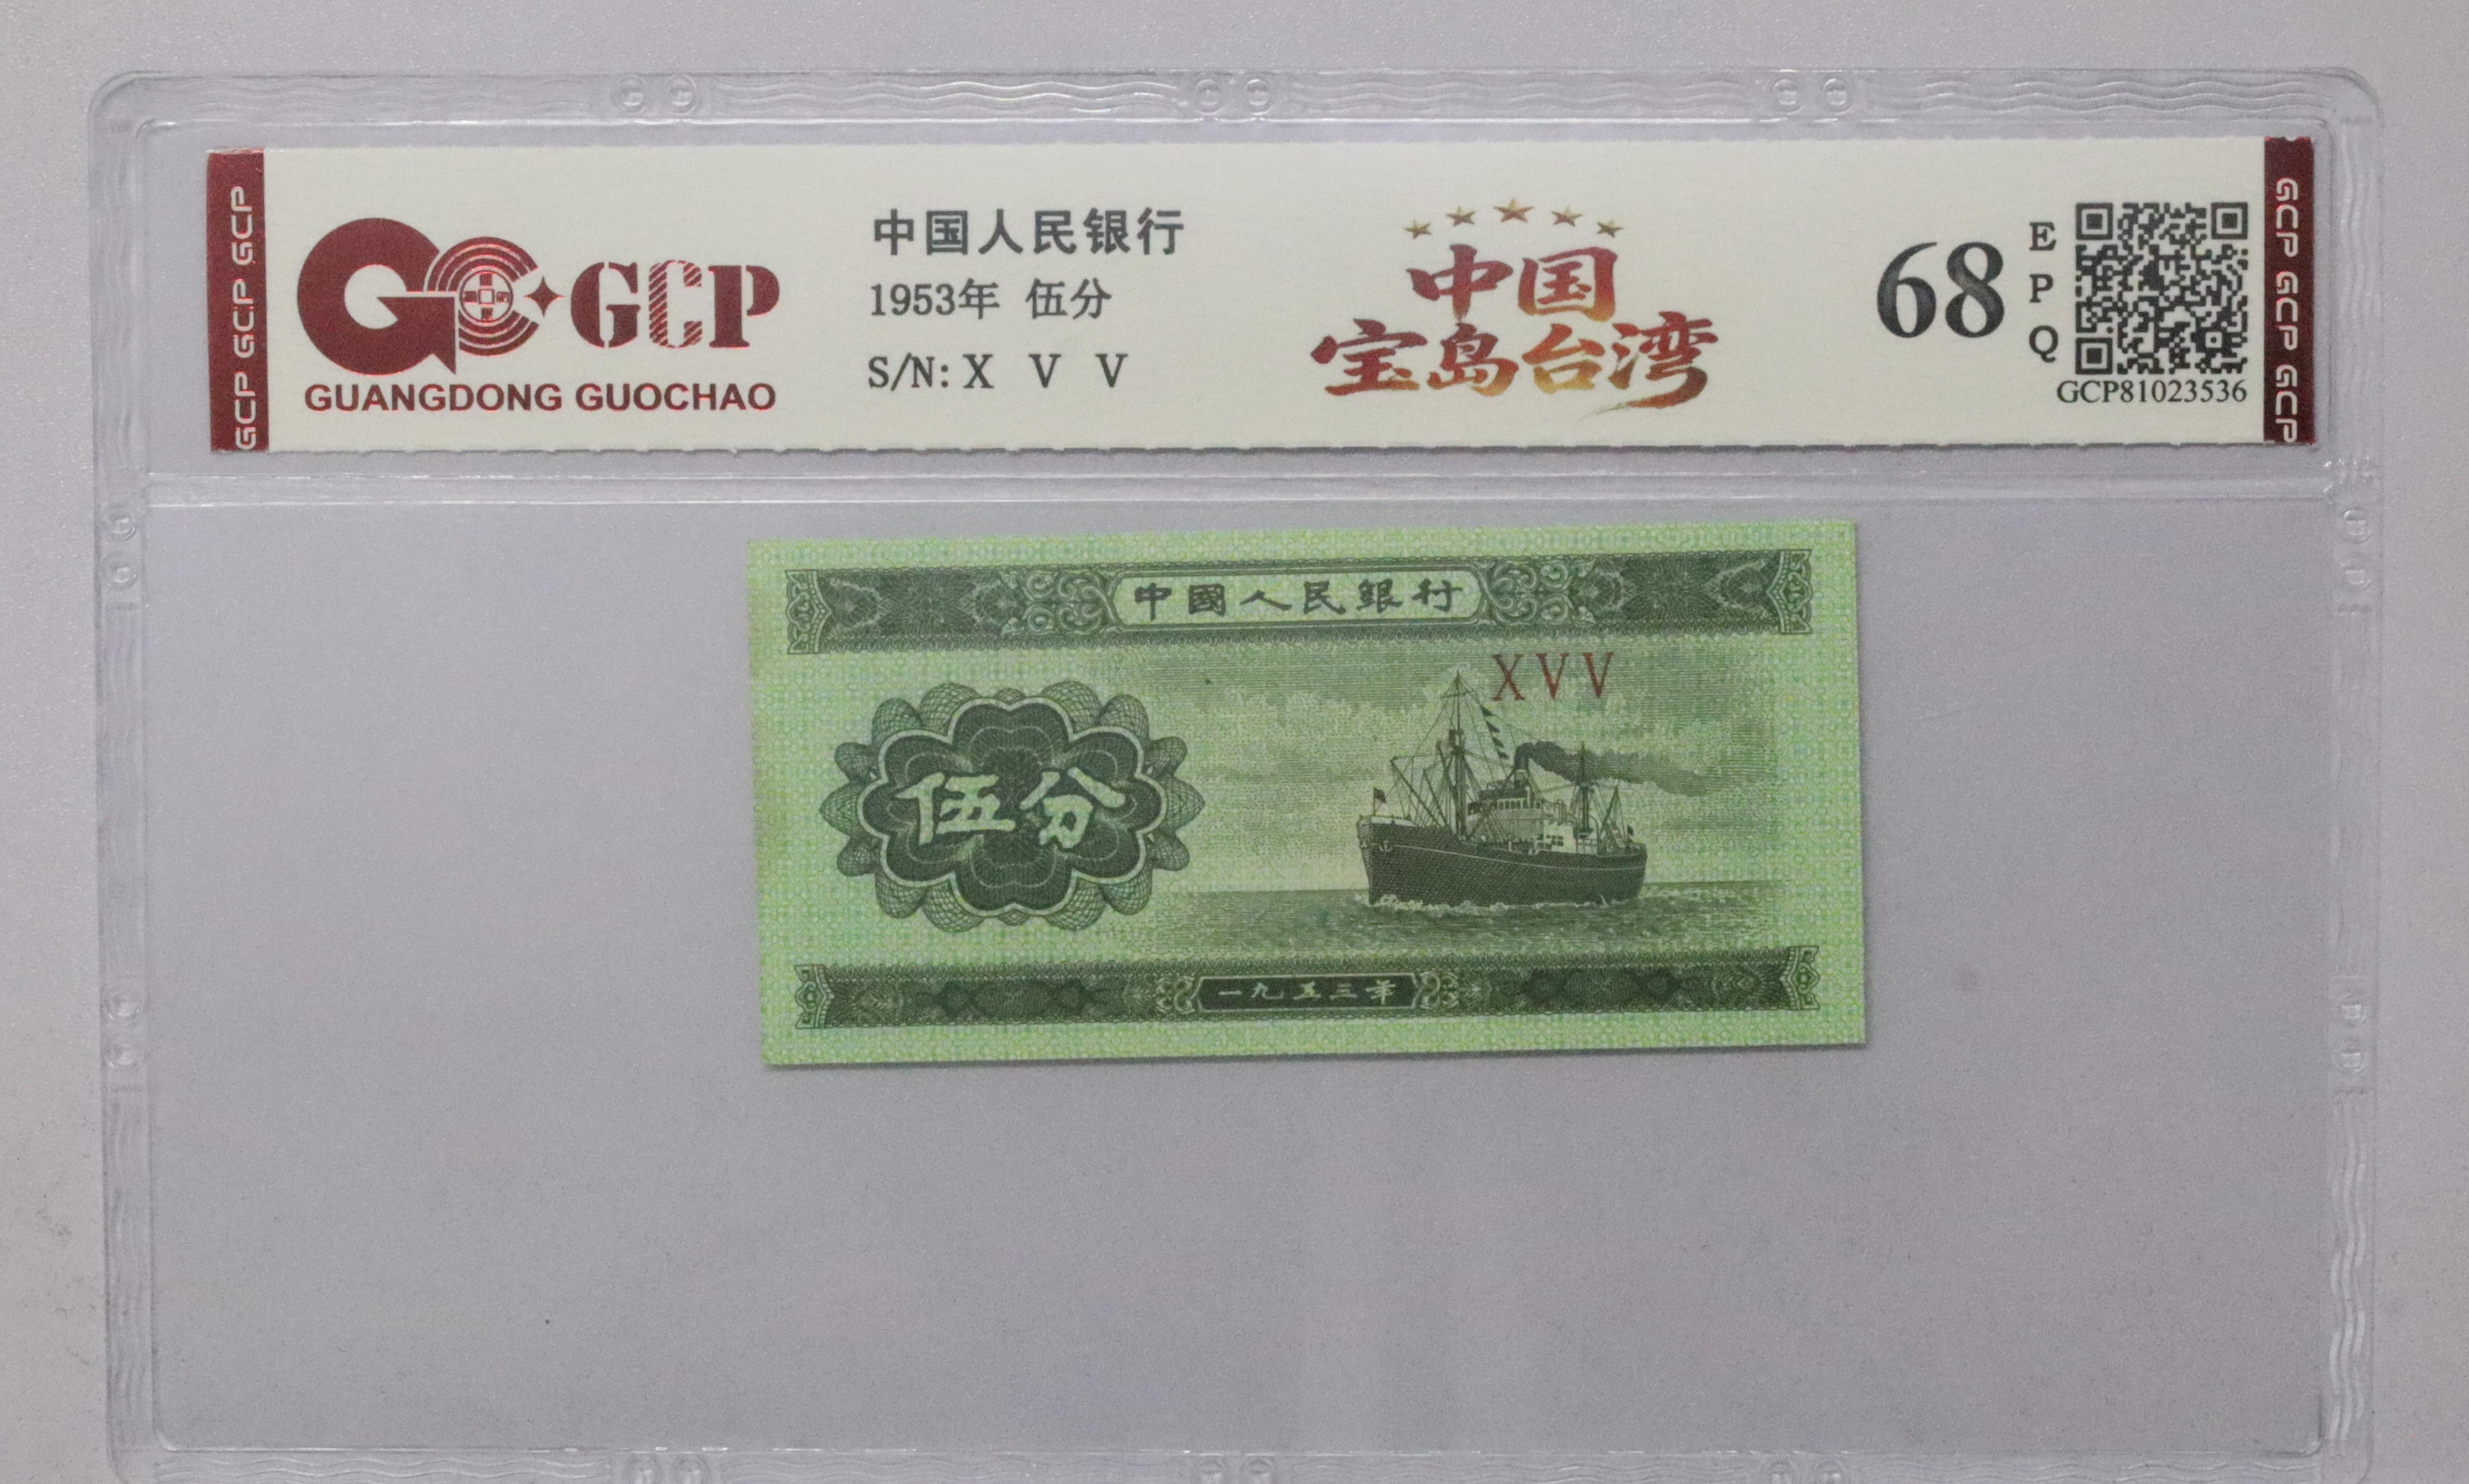 GCP GCP GCP
GCP
GUANGDONG GUOCHAO
中国人民银行
1953年 伍分
S/N: X V V
中国
宝岛台湾
68
E
P
Q
GCP81023536
GCP GCP GCP
中國人民銀行
XVV
伍分
一九五三年